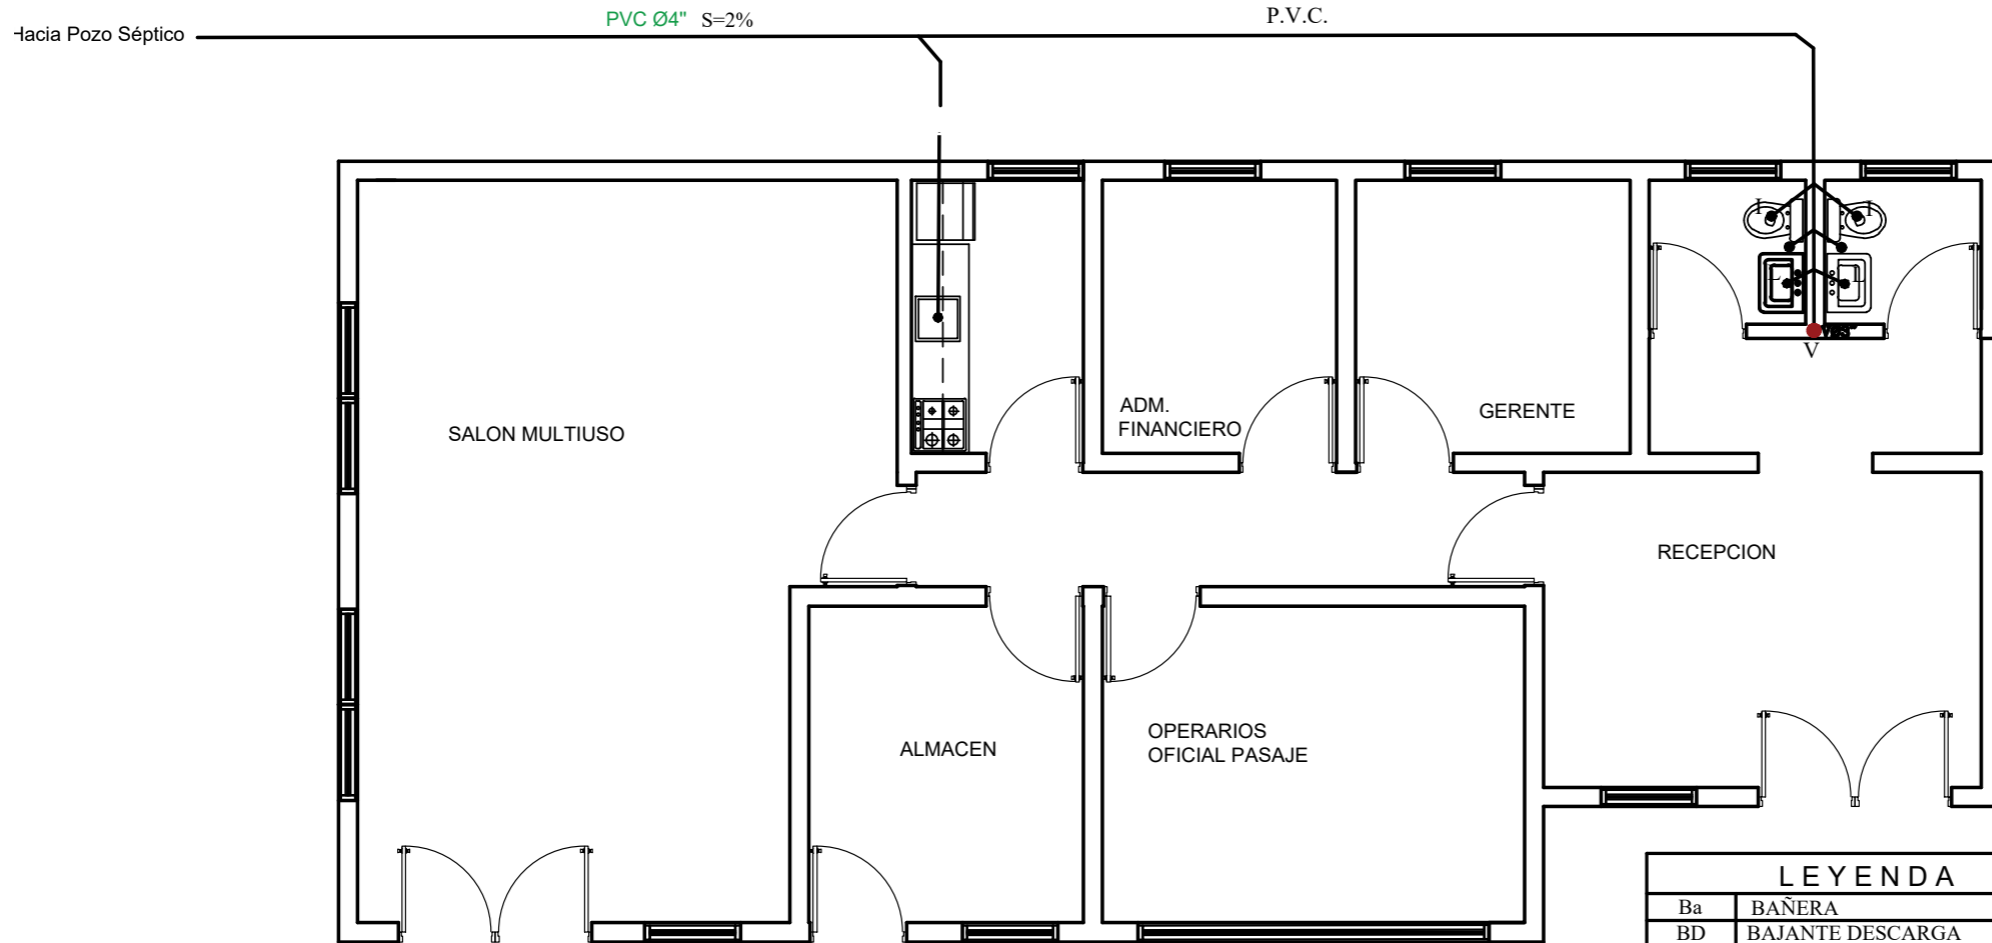 PVC Ø4" S=2%
P.V.C.
Hacia Pozo Séptico
I
I
L
L
V
ADM.
FINANCIERO
GERENTE
SALON MULTIUSO
RECEPCION
OPERARIOS
OFICIAL PASAJE
ALMACEN
LEYENDA
Ba BAÑERA
BD BAJANTE DESCARGA